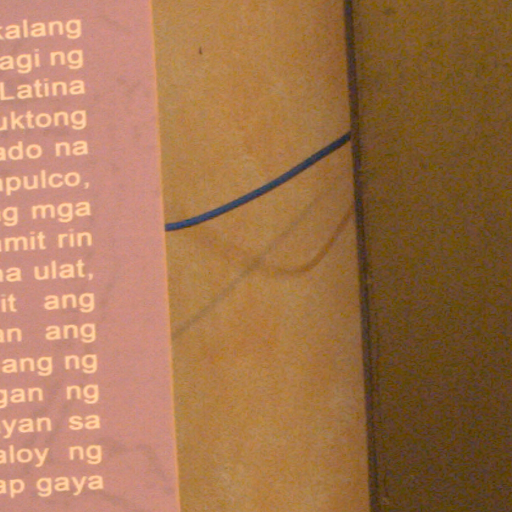 kalang
agi ng
Latina
uktong
ado na
apulco,
ng mga
amit rin
na ulat,
it ang
an ang
ang ng
gan ng
yan sa
aloy ng
ap gaya